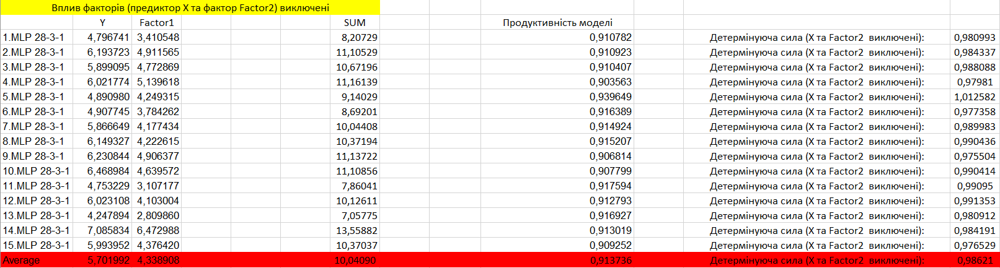 Вплив факторів (предиктор X та фактор Factor2) виключені
Y Factor1 SUM Продуктивність моделі
1.MLP 28-3-1 4,796741 3,410548 8,20729 0,910782 Детермінуюча сила (X та Factor2 виключені): 0,980993
2.MLP 28-3-1 6,193723 4,911565 11,10529 0,910923 Детермінуюча сила (X та Factor2 виключені): 0,984337
3.MLP 28-3-1 5,899095 4,772869 10,67196 0,910407 Детермінуюча сила (X та Factor2 виключені): 0,988088
4.MLP 28-3-1 6,021774 5,139618 11,16139 0,903563 Детермінуюча сила (X та Factor2 виключені): 0,97981
5.MLP 28-3-1 4,890980 4,249315 9,14029 0,939649 Детермінуюча сила (X та Factor2 виключені): 1,012582
6.MLP 28-3-1 4,907745 3,784262 8,69201 0,916389 Детермінуюча сила (X та Factor2 виключені): 0,977358
7.MLP 28-3-1 5,866649 4,177434 10,04408 0,914924 Детермінуюча сила (X та Factor2 виключені): 0,989983
8.MLP 28-3-1 6,149327 4,222615 10,37194 0,915207 Детермінуюча сила (X та Factor2 виключені): 0,990436
9.MLP 28-3-1 6,230844 4,906377 11,13722 0,906814 Детермінуюча сила (X та Factor2 виключені): 0,975504
10.MLP 28-3-1 6,468984 4,639572 11,10856 0,907799 Детермінуюча сила (X та Factor2 виключені): 0,990414
11.MLP 28-3-1 4,753229 3,107177 7,86041 0,917594 Детермінуюча сила (X та Factor2 виключені): 0,99095
12.MLP 28-3-1 6,023108 4,103004 10,12611 0,912793 Детермінуюча сила (X та Factor2 виключені): 0,991353
13.MLP 28-3-1 4,247894 2,809860 7,05775 0,916927 Детермінуюча сила (X та Factor2 виключені): 0,980912
14.MLP 28-3-1 7,085834 6,472988 13,55882 0,913019 Детермінуюча сила (X та Factor2 виключені): 0,984191
15.MLP 28-3-1 5,993952 4,376420 10,37037 0,909252 Детермінуюча сила (X та Factor2 виключені): 0,976529
Average 5,701992 4,338908 10,04090 0,913736 Детермінуюча сила (X та Factor2 виключені): 0,98621